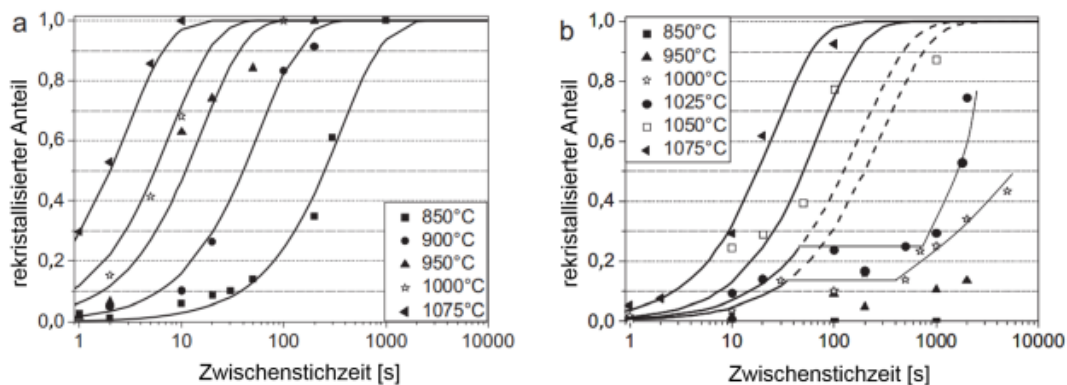 a
rekristallisierter Anteil
1,0
0,8
0,6
0,4
0,2
0,0
850°C
900°C
950°C
1000°C
1075°C
1 10 100 1000 10000
Zwischenstichzeit [s]
b
rekristallisierter Anteil
1,0
0,8
0,6
0,4
0,2
0,0
850°C
950°C
1000°C
1025°C
1050°C
1075°C
1 10 100 1000 10000
Zwischenstichzeit [s]